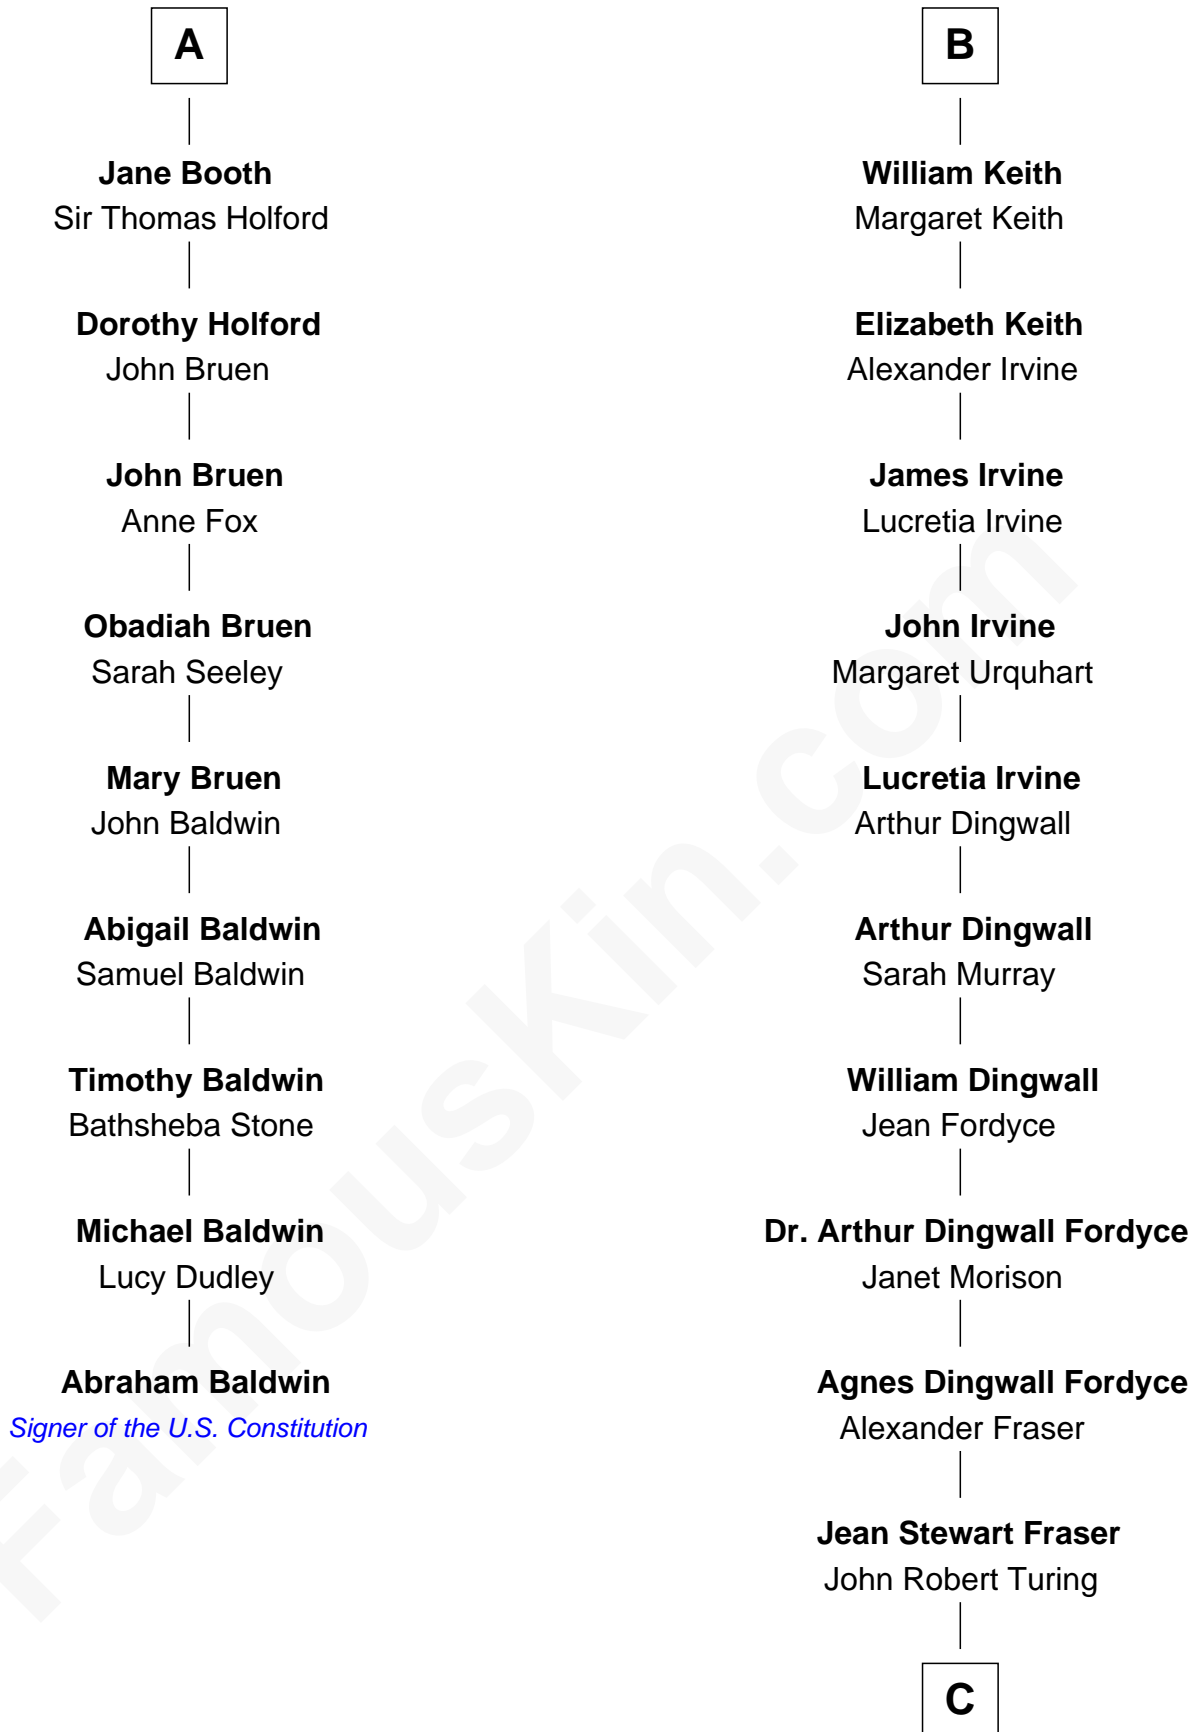 A
Jane Booth
Sir Thomas Holford
Dorothy Holford
John Bruen
John Bruen
Anne Fox
Obadiah Bruen
Sarah Seeley
Mary Bruen
John Baldwin
Abigail Baldwin
Samuel Baldwin
Timothy Baldwin
Bathsheba Stone
Michael Baldwin
Lucy Dudley
Abraham Baldwin
Signer of the U.S. Constitution
B
William Keith
Margaret Keith
Elizabeth Keith
Alexander Irvine
James Irvine
Lucretia Irvine
John Irvine
Margaret Urquhart
Lucretia Irvine
Arthur Dingwall
Arthur Dingwall
Sarah Murray
William Dingwall
Jean Fordyce
Dr. Arthur Dingwall Fordyce
Janet Morison
Agnes Dingwall Fordyce
Alexander Fraser
Jean Stewart Fraser
John Robert Turing
C
FamousKin.com